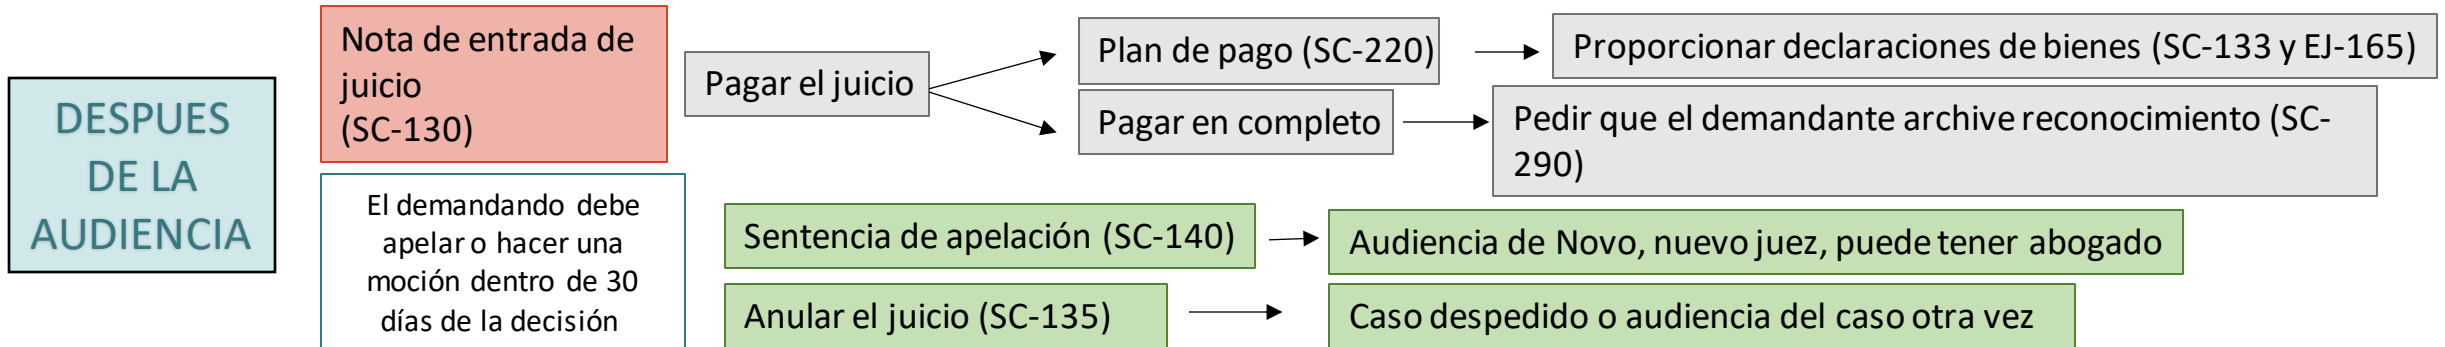 DESPUES
DE LA
AUDIENCIA
Nota de entrada de
juicio
(SC-130)
El demandando debe
apelar o hacer una
moción dentro de 30
días de la decisión
Pagar el juicio
Plan de pago (SC-220)
Proporcionar declaraciones de bienes (SC-133 y EJ-165)
Pagar en completo
Pedir que el demandante archive reconocimiento (SC-
290)
Sentencia de apelación (SC-140)
Audiencia de Novo, nuevo juez, puede tener abogado
Anular el juicio (SC-135)
Caso despedido o audiencia del caso otra vez